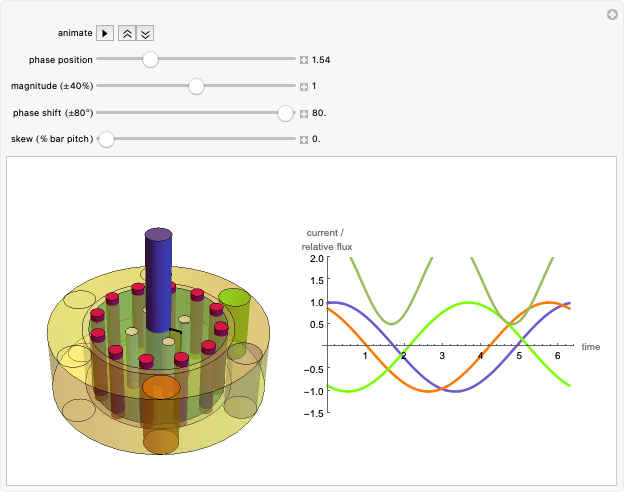 animate
phase position 1.54
magnitude (±40%) 1
phase shift (±80°) 80.
skew (% bar pitch) 0.
current /
relative flux
2.0
1.5
1.0
0.5
time
1 2 3 4 5 6
−0.5
−1.0
−1.5